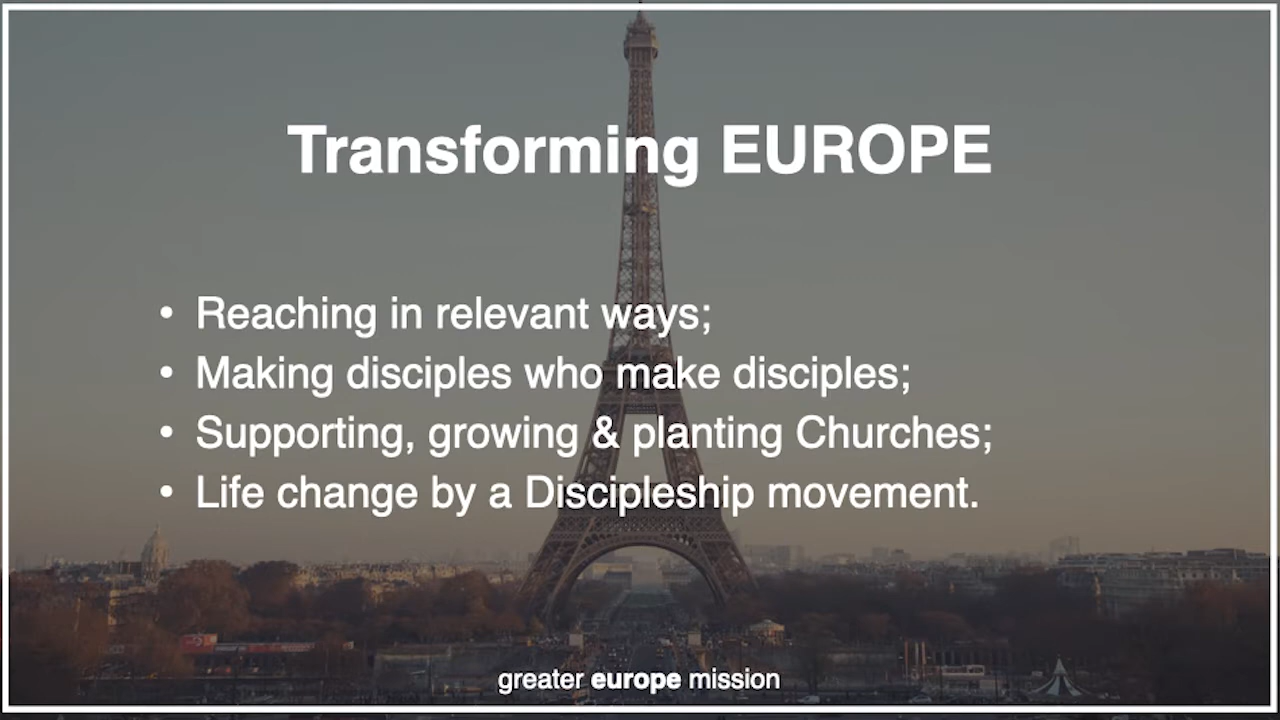 Transforming EUROPE
• Reaching in relevant ways;
• Making disciples who make disciples;
• Supporting, growing & planting Churches;
• Life change by a Discipleship movement.
greater europe mission